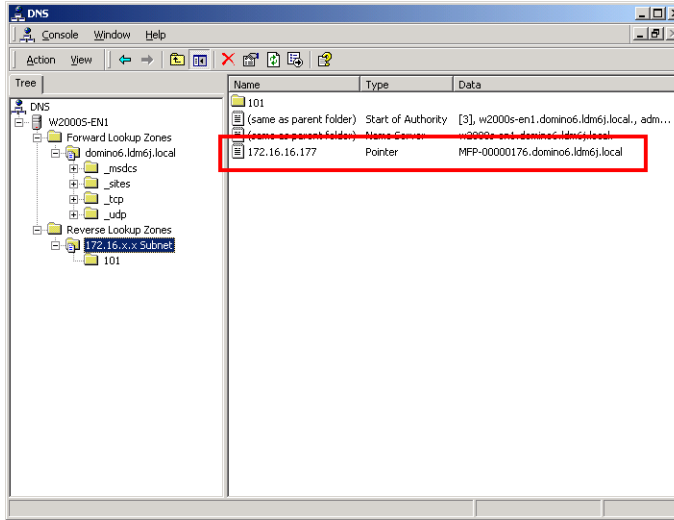 DNS
Console Window Help
Action View
Tree
Name Type Data
DNS
W2000S-EN1
Forward Lookup Zones
domino6.ldm6j.local
_msdcs
_sites
_tcp
_udp
Reverse Lookup Zones
172.16.x.x Subnet
101
101
(same as parent folder) Start of Authority [3], w2000s-en1.domino6.ldm6j.local., adm...
(same as parent folder) Name Server w2000s-en1.domino6.ldm6j.local.
172.16.16.177 Pointer MFP-00000176.domino6.ldm6j.local